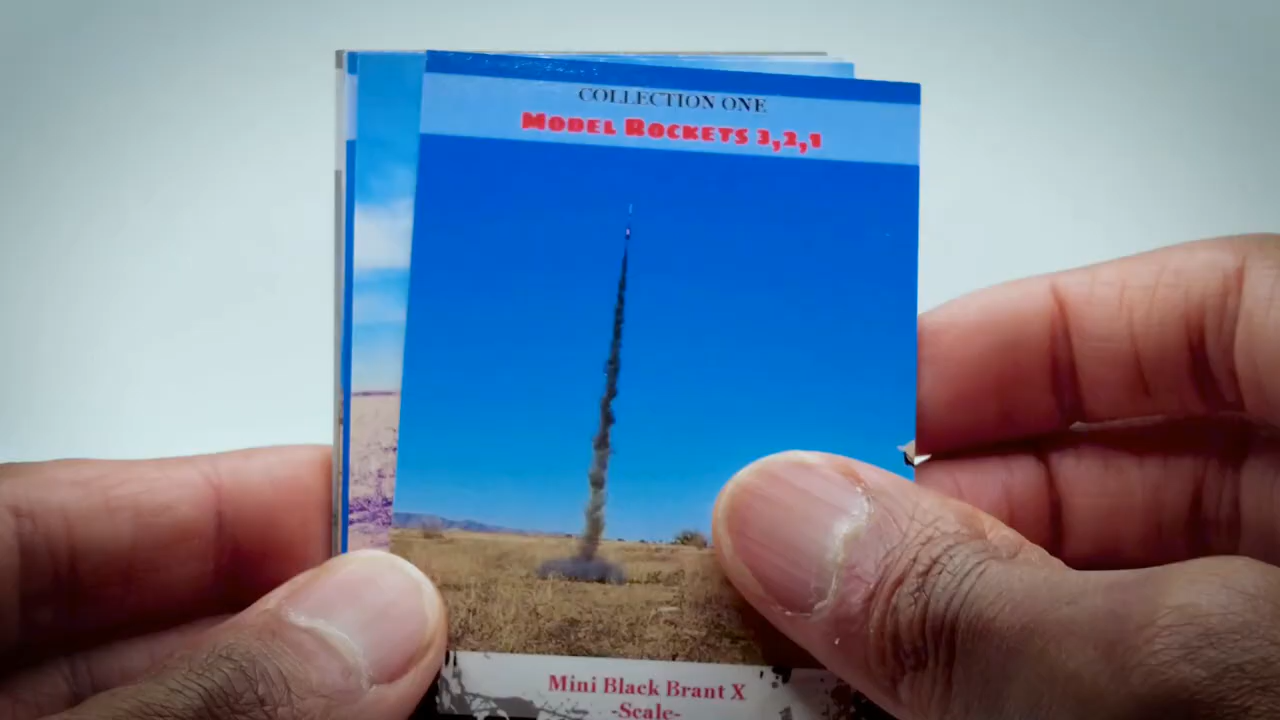 COLLECTION ONE
MODEL ROCKETS 3,2,1
Mini Black Brant X
-Scale-